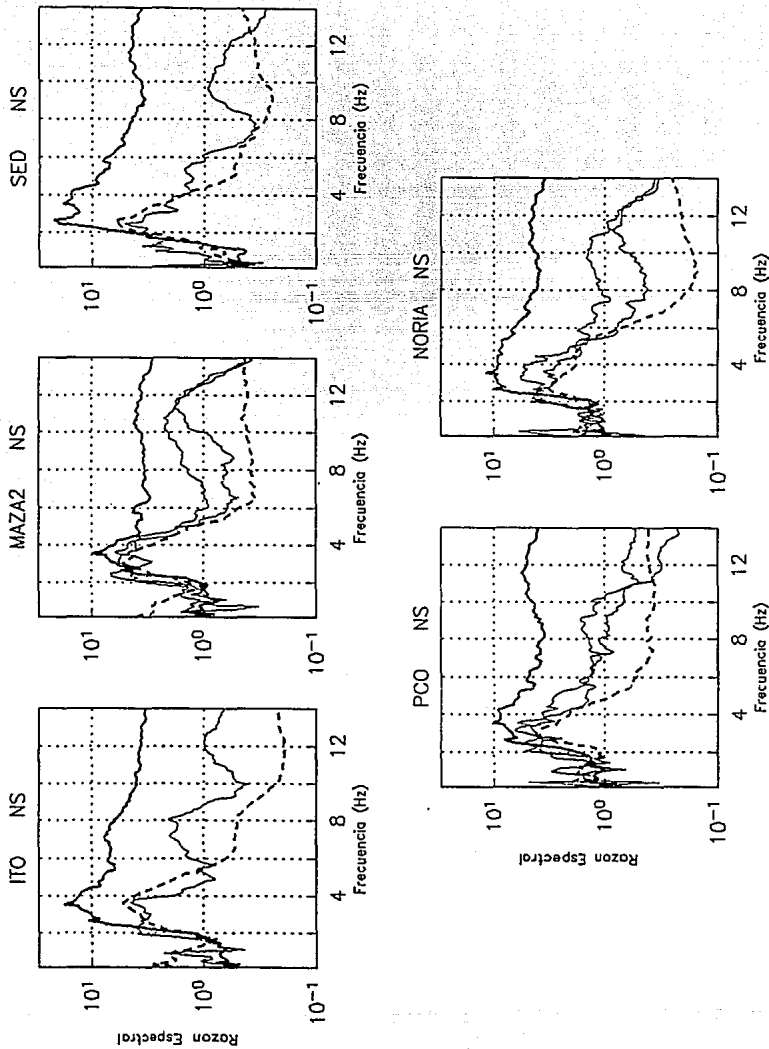 ITO NS
MAZA2 NS
SED NS
Razon Espectral
10¹
10⁰
10⁻¹
10¹
10⁰
10⁻¹
10¹
10⁰
10⁻¹
4
8
12
4
8
12
4
8
12
Frecuencia (Hz)
Frecuencia (Hz)
Frecuencia (Hz)
PCO NS
NORIA NS
Razon Espectral
10¹
10⁰
10⁻¹
10¹
10⁰
10⁻¹
4
8
12
4
8
12
Frecuencia (Hz)
Frecuencia (Hz)